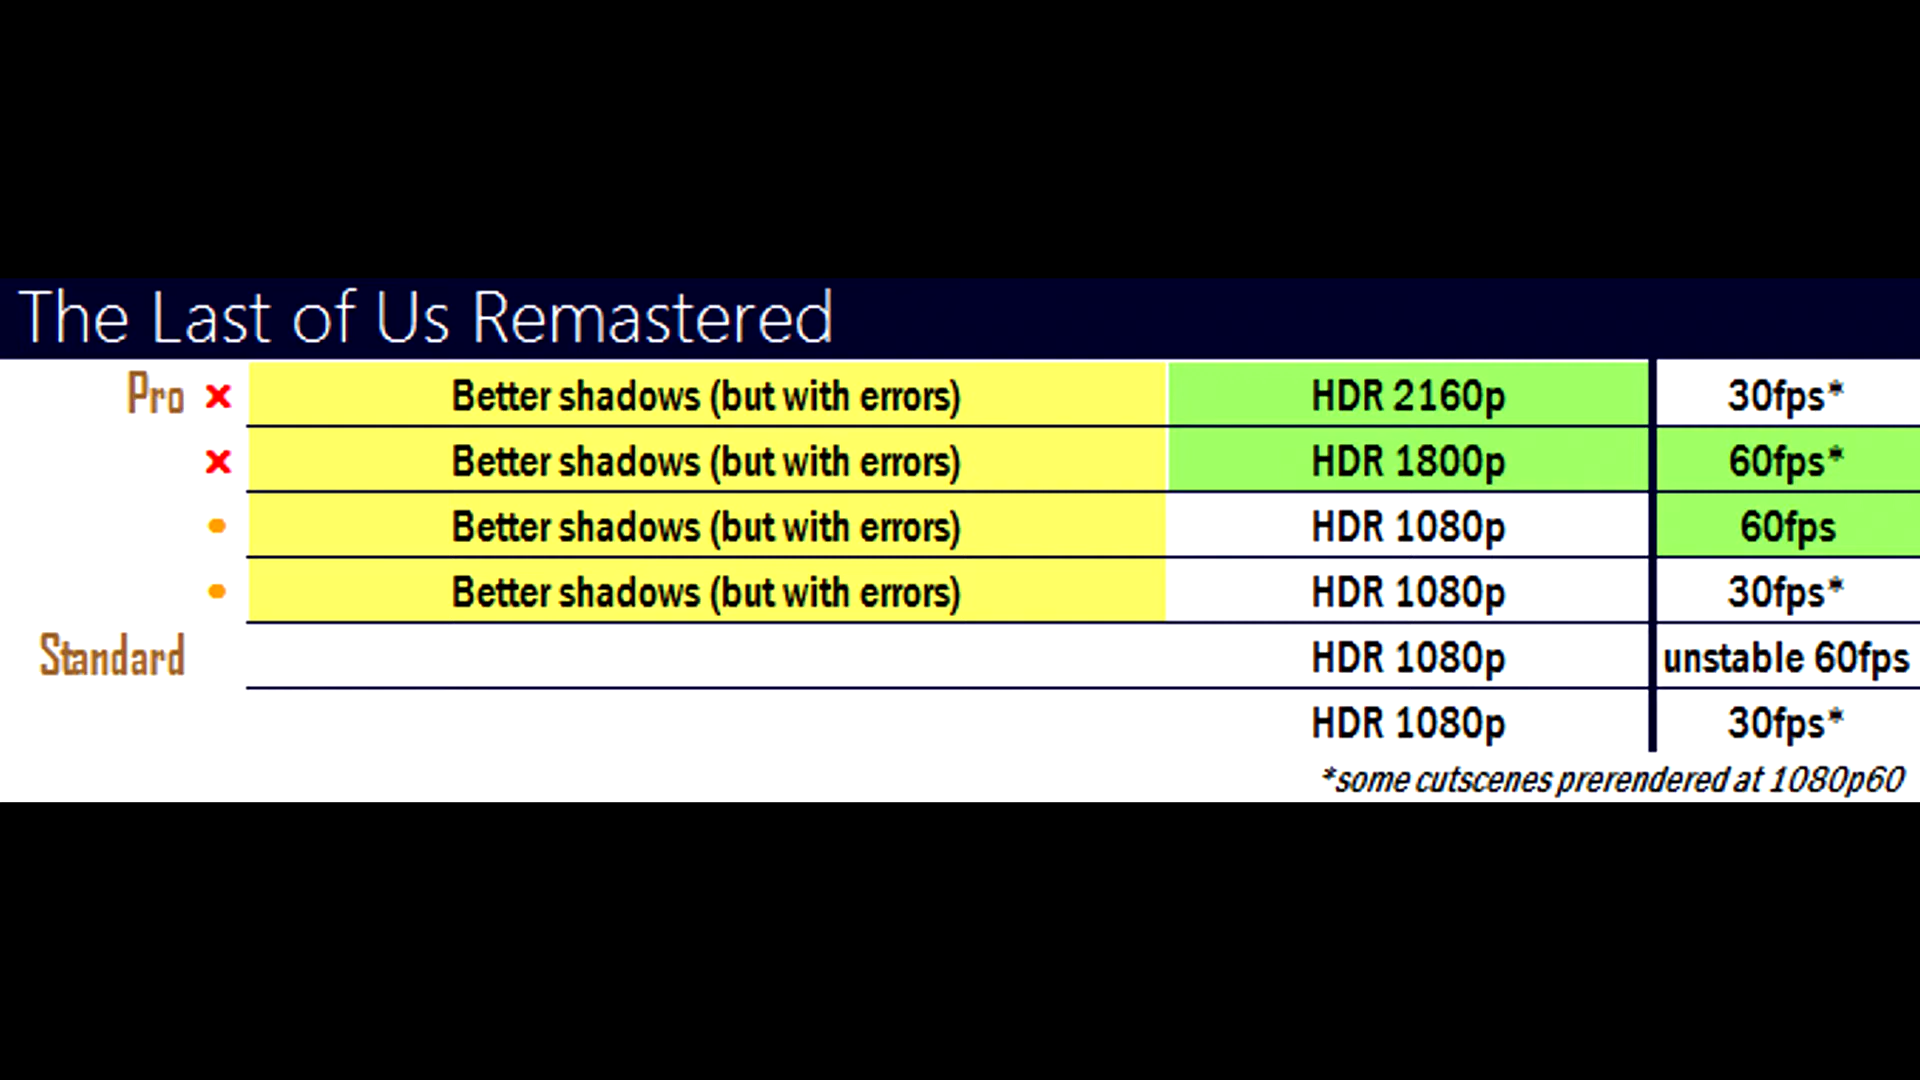 The Last of Us Remastered
Pro × Better shadows (but with errors) HDR 2160p 30fps*
× Better shadows (but with errors) HDR 1800p 60fps*
• Better shadows (but with errors) HDR 1080p 60fps
• Better shadows (but with errors) HDR 1080p 30fps*
Standard HDR 1080p unstable 60fps
HDR 1080p 30fps*
*some cutscenes prerendered at 1080p60